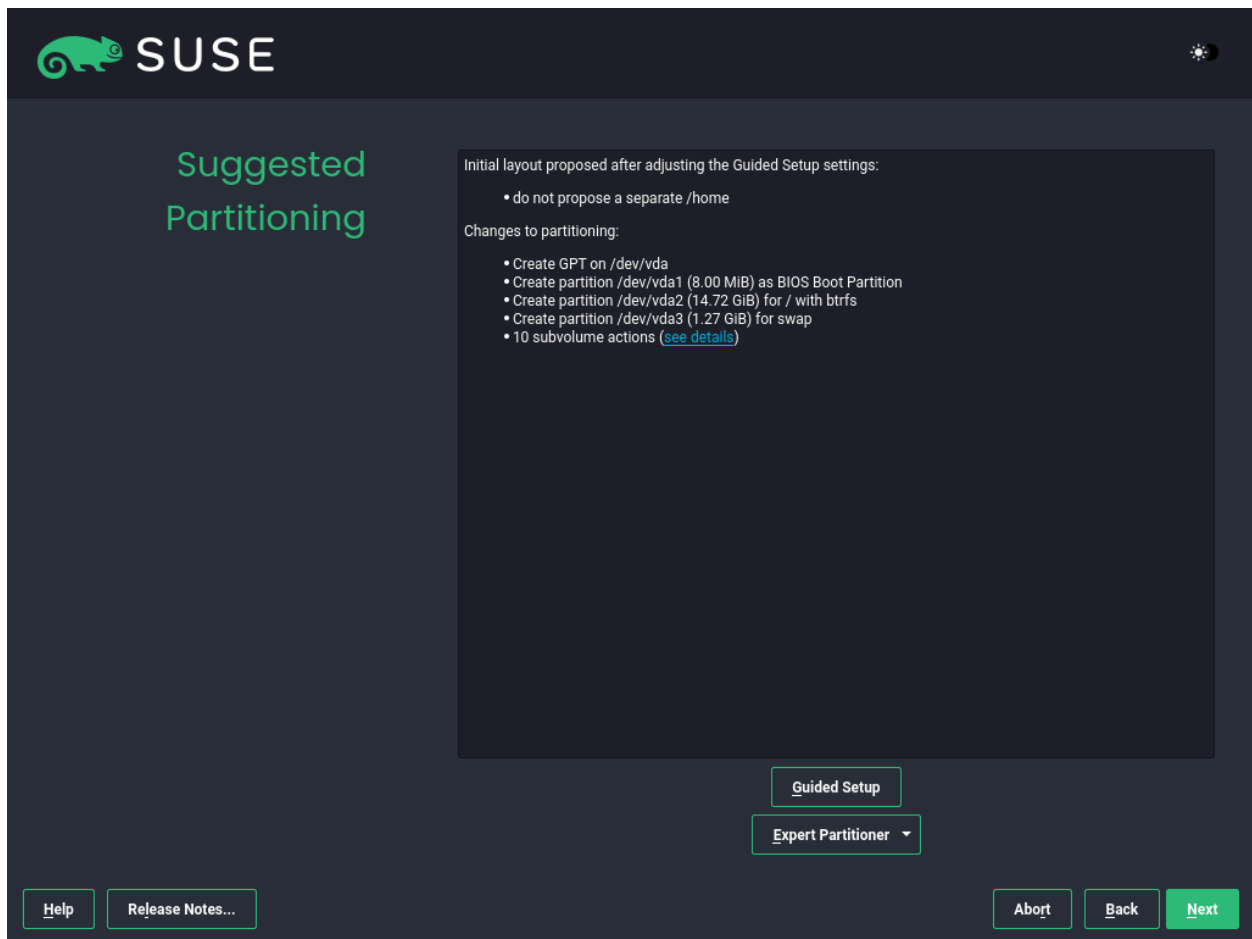 SUSE
Suggested
Partitioning
Initial layout proposed after adjusting the Guided Setup settings:
• do not propose a separate /home
Changes to partitioning:
• Create GPT on /dev/vda
• Create partition /dev/vda1 (8.00 MiB) as BIOS Boot Partition
• Create partition /dev/vda2 (14.72 GiB) for / with btrfs
• Create partition /dev/vda3 (1.27 GiB) for swap
• 10 subvolume actions (see details)
Guided Setup
Expert Partitioner
Help Release Notes... Abort Back Next